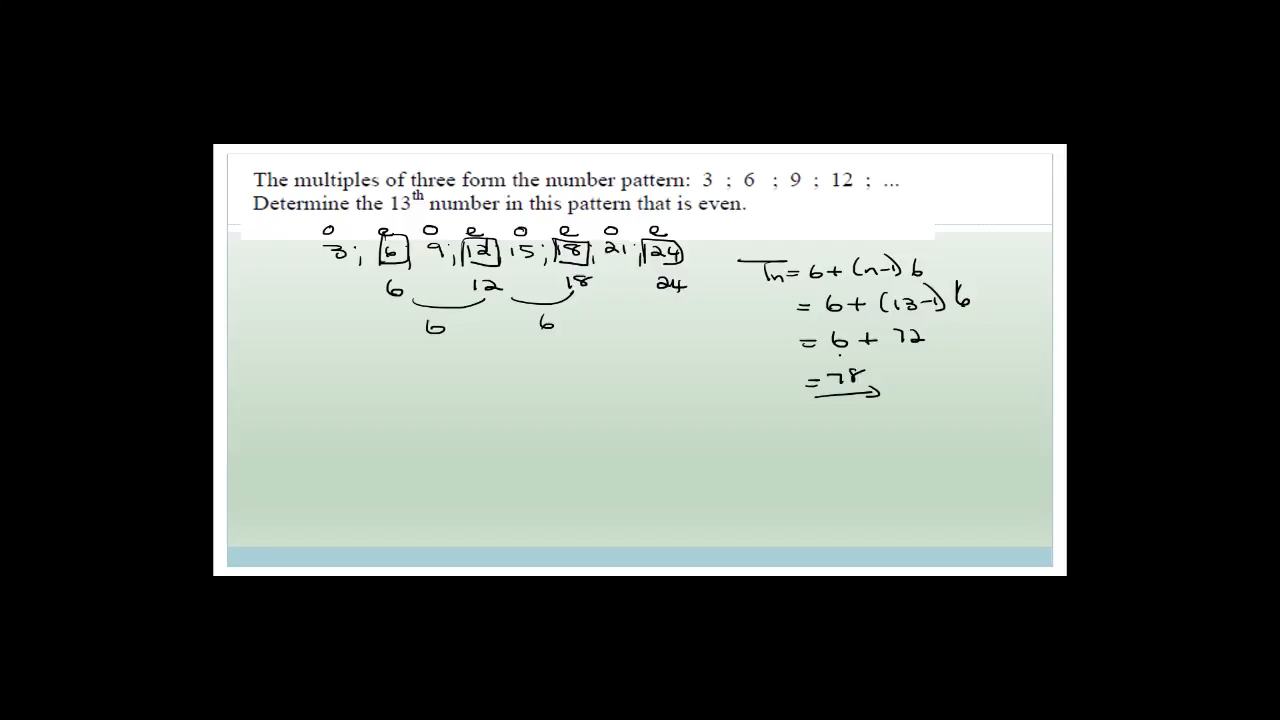 The multiples of three form the number pattern: 3 ; 6 ; 9 ; 12 ; ...
Determine the 13th number in this pattern that is even.
o e o e o e o e
3; 6, 9; 12, 15; 18, 21; 24
6 12 18 24
6 6
Tn = 6 + (n-1) 6
= 6 + (13-1) 6
= 6 + 72
= 78